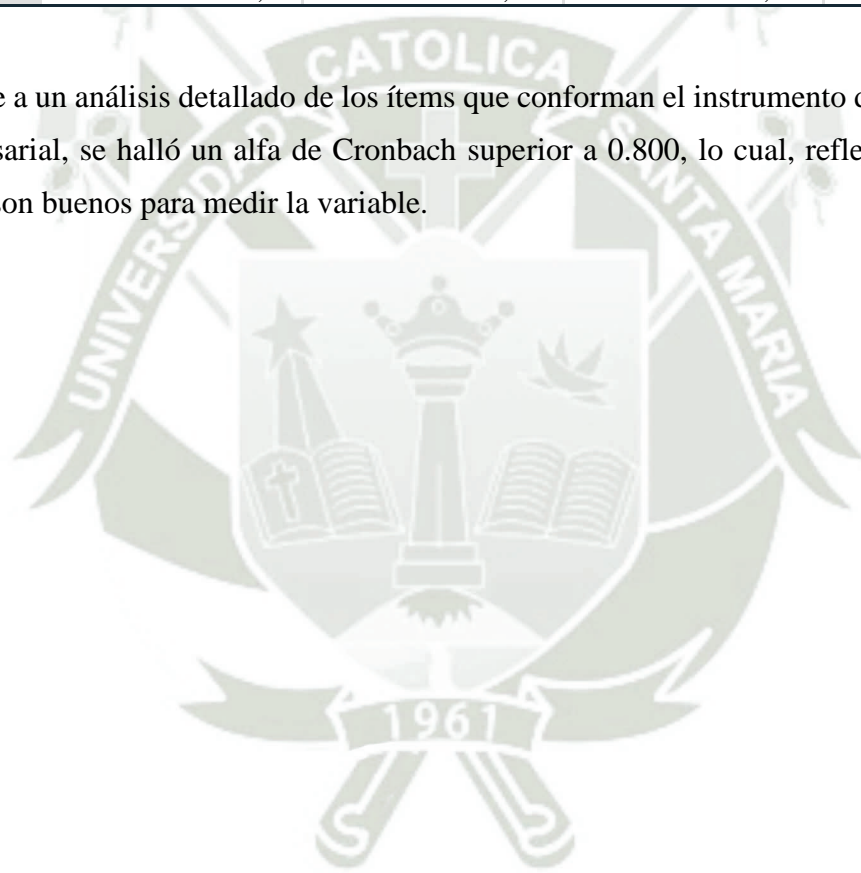 e a un análisis detallado de los ítems que conforman el instrumento
sarial, se halló un alfa de Cronbach superior a 0.800, lo cual,
on buenos para medir la variable.
UNIVERSIDAD CATOLICA SANTA MARIA
1961